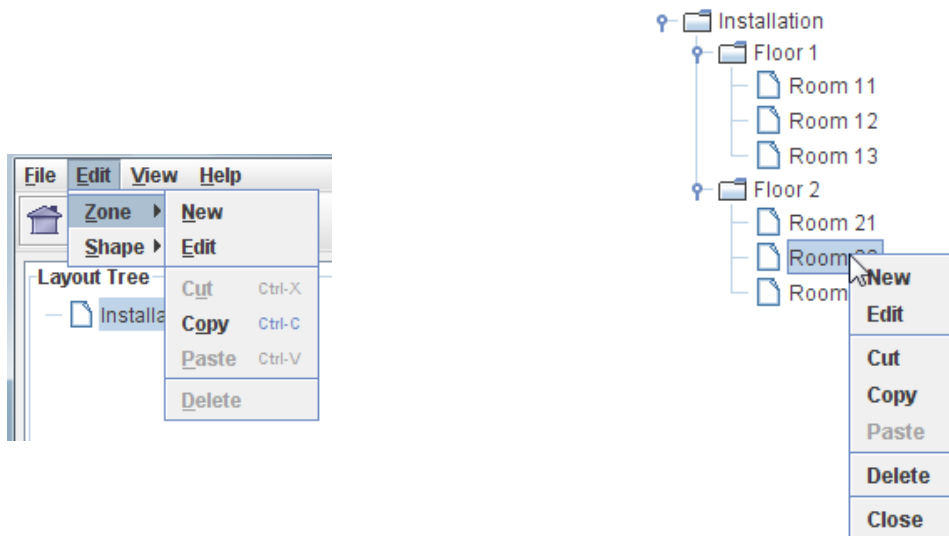 File Edit View Help
Zone New
Shape Edit
Layout Tree
Cut Ctrl-X
Copy Ctrl-C
Paste Ctrl-V
Delete
Installation
Floor 1
Room 11
Room 12
Room 13
Floor 2
Room 21
Room
Room
New
Edit
Cut
Copy
Paste
Delete
Close